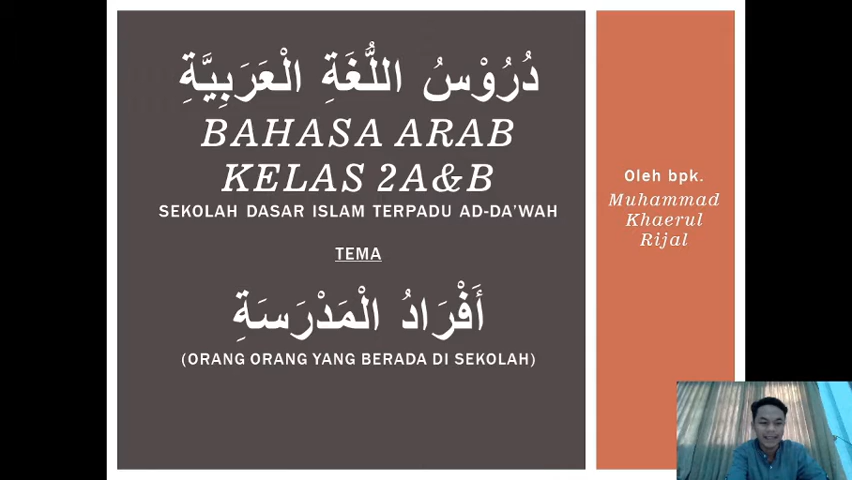 دُرُوْسُ اللُّغَةِ الْعَرَبِيَّةِ
BAHASA ARAB
KELAS 2A&B
SEKOLAH DASAR ISLAM TERPADU AD-DA'WAH
TEMA
أَفْرَادُ الْمَدْرَسَةِ
(ORANG ORANG YANG BERADA DI SEKOLAH)
Oleh bpk.
Muhammad
Khaerul
Rijal